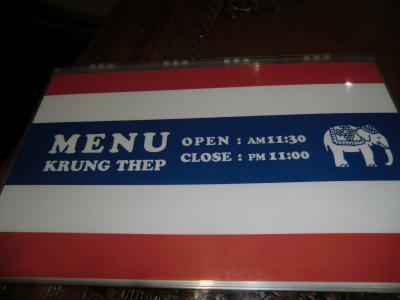 MENU
KRUNG THEP
OPEN : AM11:30
CLOSE : PM11:00